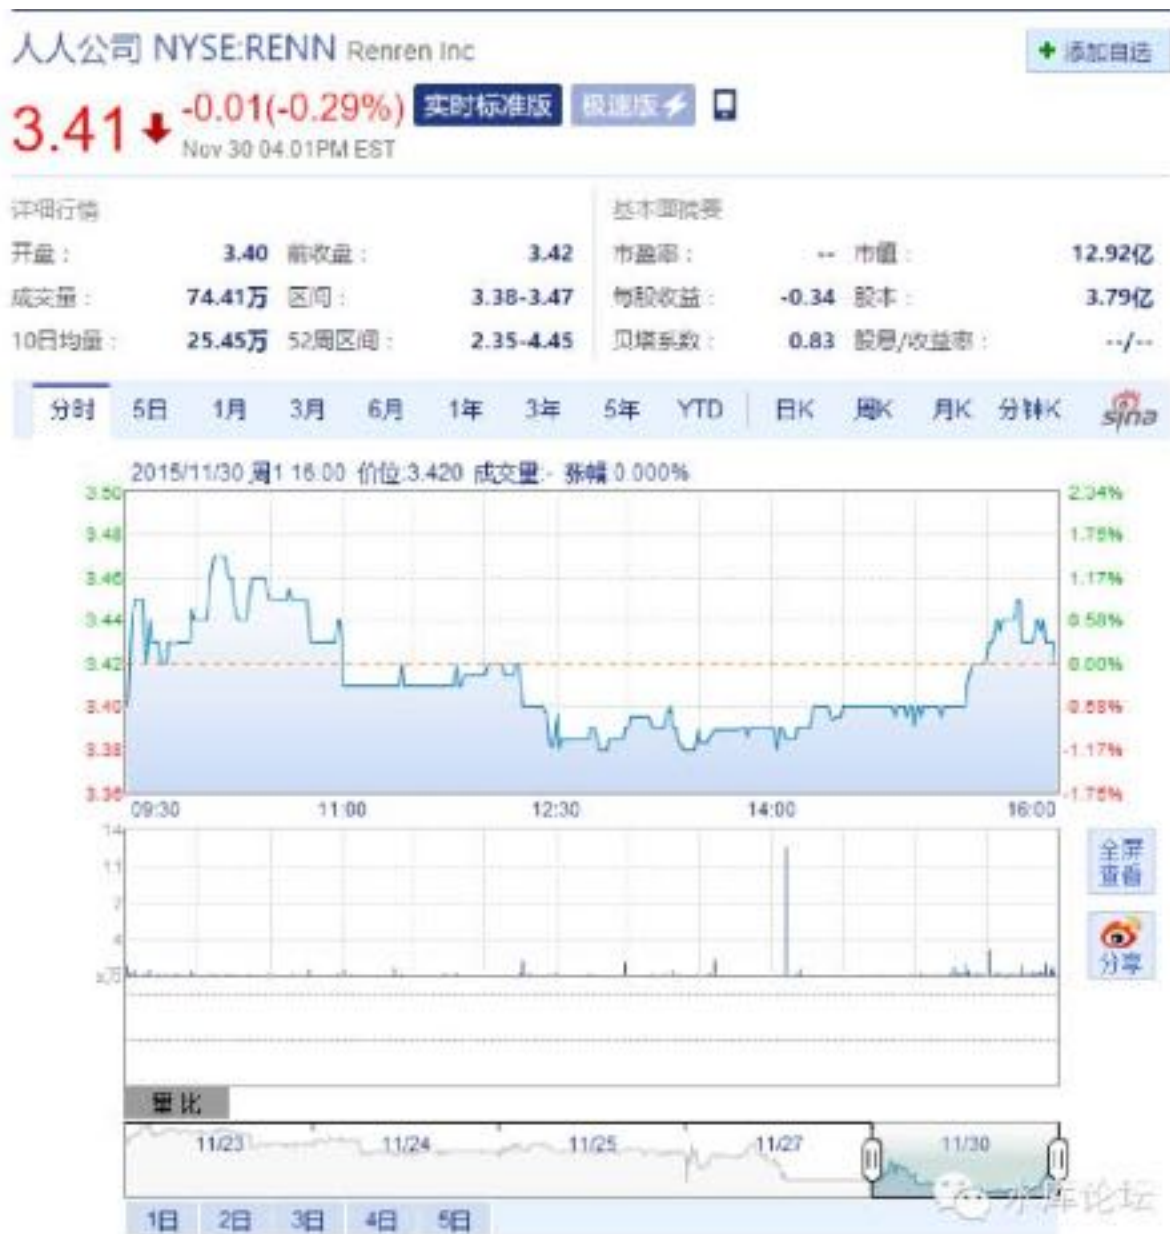 人人公司 NYSE:RENN Renren Inc
添加自选
3.41 -0.01(-0.29%) 实时标准版 极速版
Nov 30 04:01PM EST
详细行情 基本面摘要
开盘： 3.40 前收盘： 3.42 市盈率： -- 市值： 12.92亿
成交量： 74.41万 区间： 3.38-3.47 每股收益： -0.34 股本： 3.79亿
10日均量： 25.45万 52周区间： 2.35-4.45 贝塔系数： 0.83 股息/收益率： --/--
分时 5日 1月 3月 6月 1年 3年 5年 YTD 日K 周K 月K 分钟K sina
2015/11/30 周1 16:00 价位:3.420 成交量:- 涨幅:0.000%
3.50 2.34%
3.48 1.75%
3.46 1.17%
3.44 0.58%
3.42 0.00%
3.40 -0.58%
3.38 -1.17%
3.36 -1.75%
09:30 11:00 12:30 14:00 16:00
14
11
7
4
x万
全屏
查看
分享
量比
11/23 11/24 11/25 11/27 11/30
1日 2日 3日 4日 5日
水库论坛